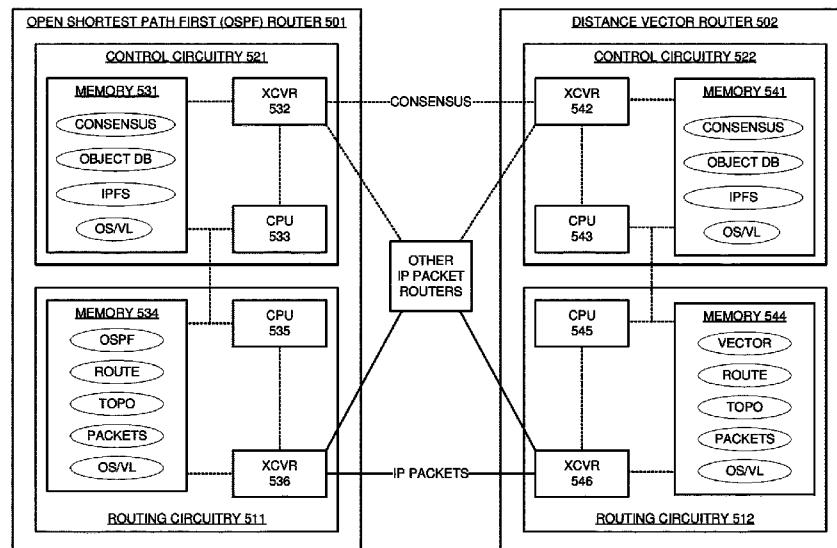 OPEN SHORTEST PATH FIRST (OSPF) ROUTER 501
CONTROL CIRCUITRY 521
MEMORY 531
CONSENSUS
OBJECT DB
IPFS
OS/VL
XCVR
532
CPU
533
MEMORY 534
OSPF
ROUTE
TOPO
PACKETS
OS/VL
CPU
535
XCVR
536
ROUTING CIRCUITRY 511
CONSENSUS
OTHER
IP PACKET
ROUTERS
IP PACKETS
DISTANCE VECTOR ROUTER 502
CONTROL CIRCUITRY 522
XCVR
542
CPU
543
MEMORY 541
CONSENSUS
OBJECT DB
IPFS
OS/VL
CPU
545
XCVR
546
MEMORY 544
VECTOR
ROUTE
TOPO
PACKETS
OS/VL
ROUTING CIRCUITRY 512